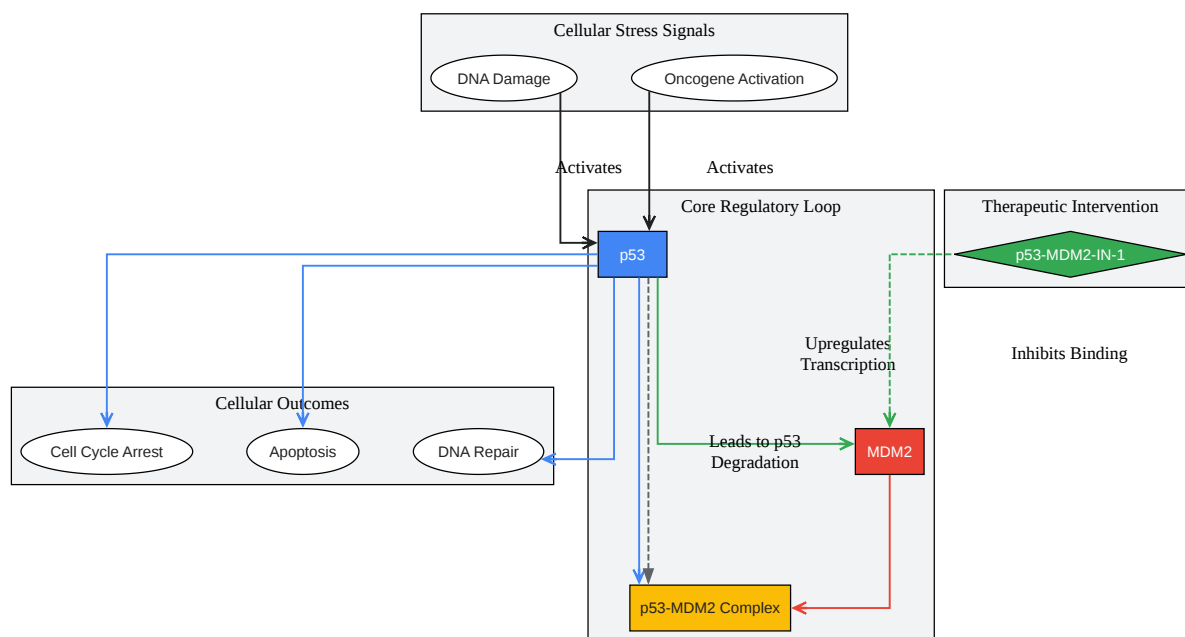 Cellular Stress Signals
DNA Damage
Oncogene Activation
Activates
Activates
Core Regulatory Loop
Therapeutic Intervention
p53
p53-MDM2-IN-1
Upregulates
Transcription
Inhibits Binding
Cellular Outcomes
Cell Cycle Arrest
Apoptosis
DNA Repair
Leads to p53
Degradation
MDM2
p53-MDM2 Complex